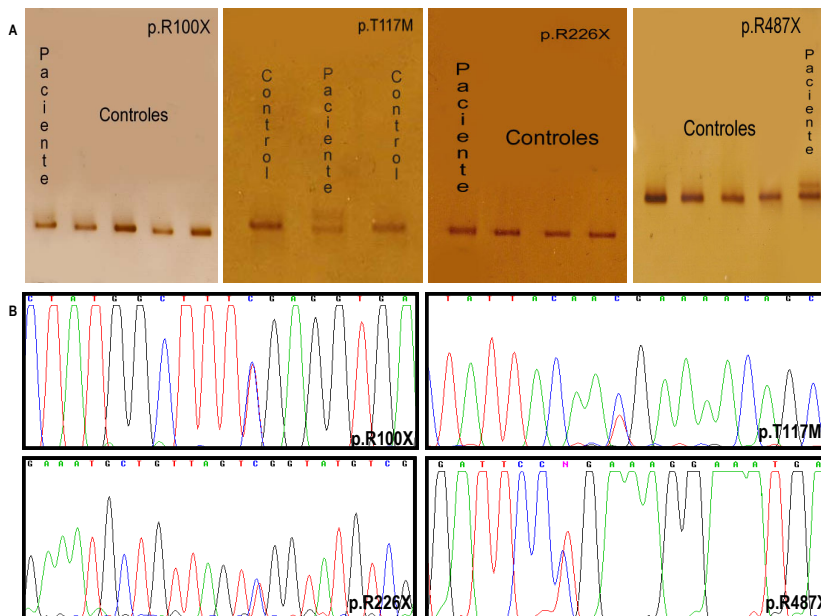 A
p.R100X
Paciente
Controles
p.T117M
Control
Paciente
Control
p.R226X
Paciente
Controles
p.R487X
Controles
Paciente
B
C T A T G G C T T T C G A G G T G A
p.R100X
T A T T A C A A C G A A A A C A G C
p.T117M
G A A A T G C T G T T A G T C G G T A T G T C G
p.R226X
G A T T C C N G A A A G G A A A T G A
p.R487X